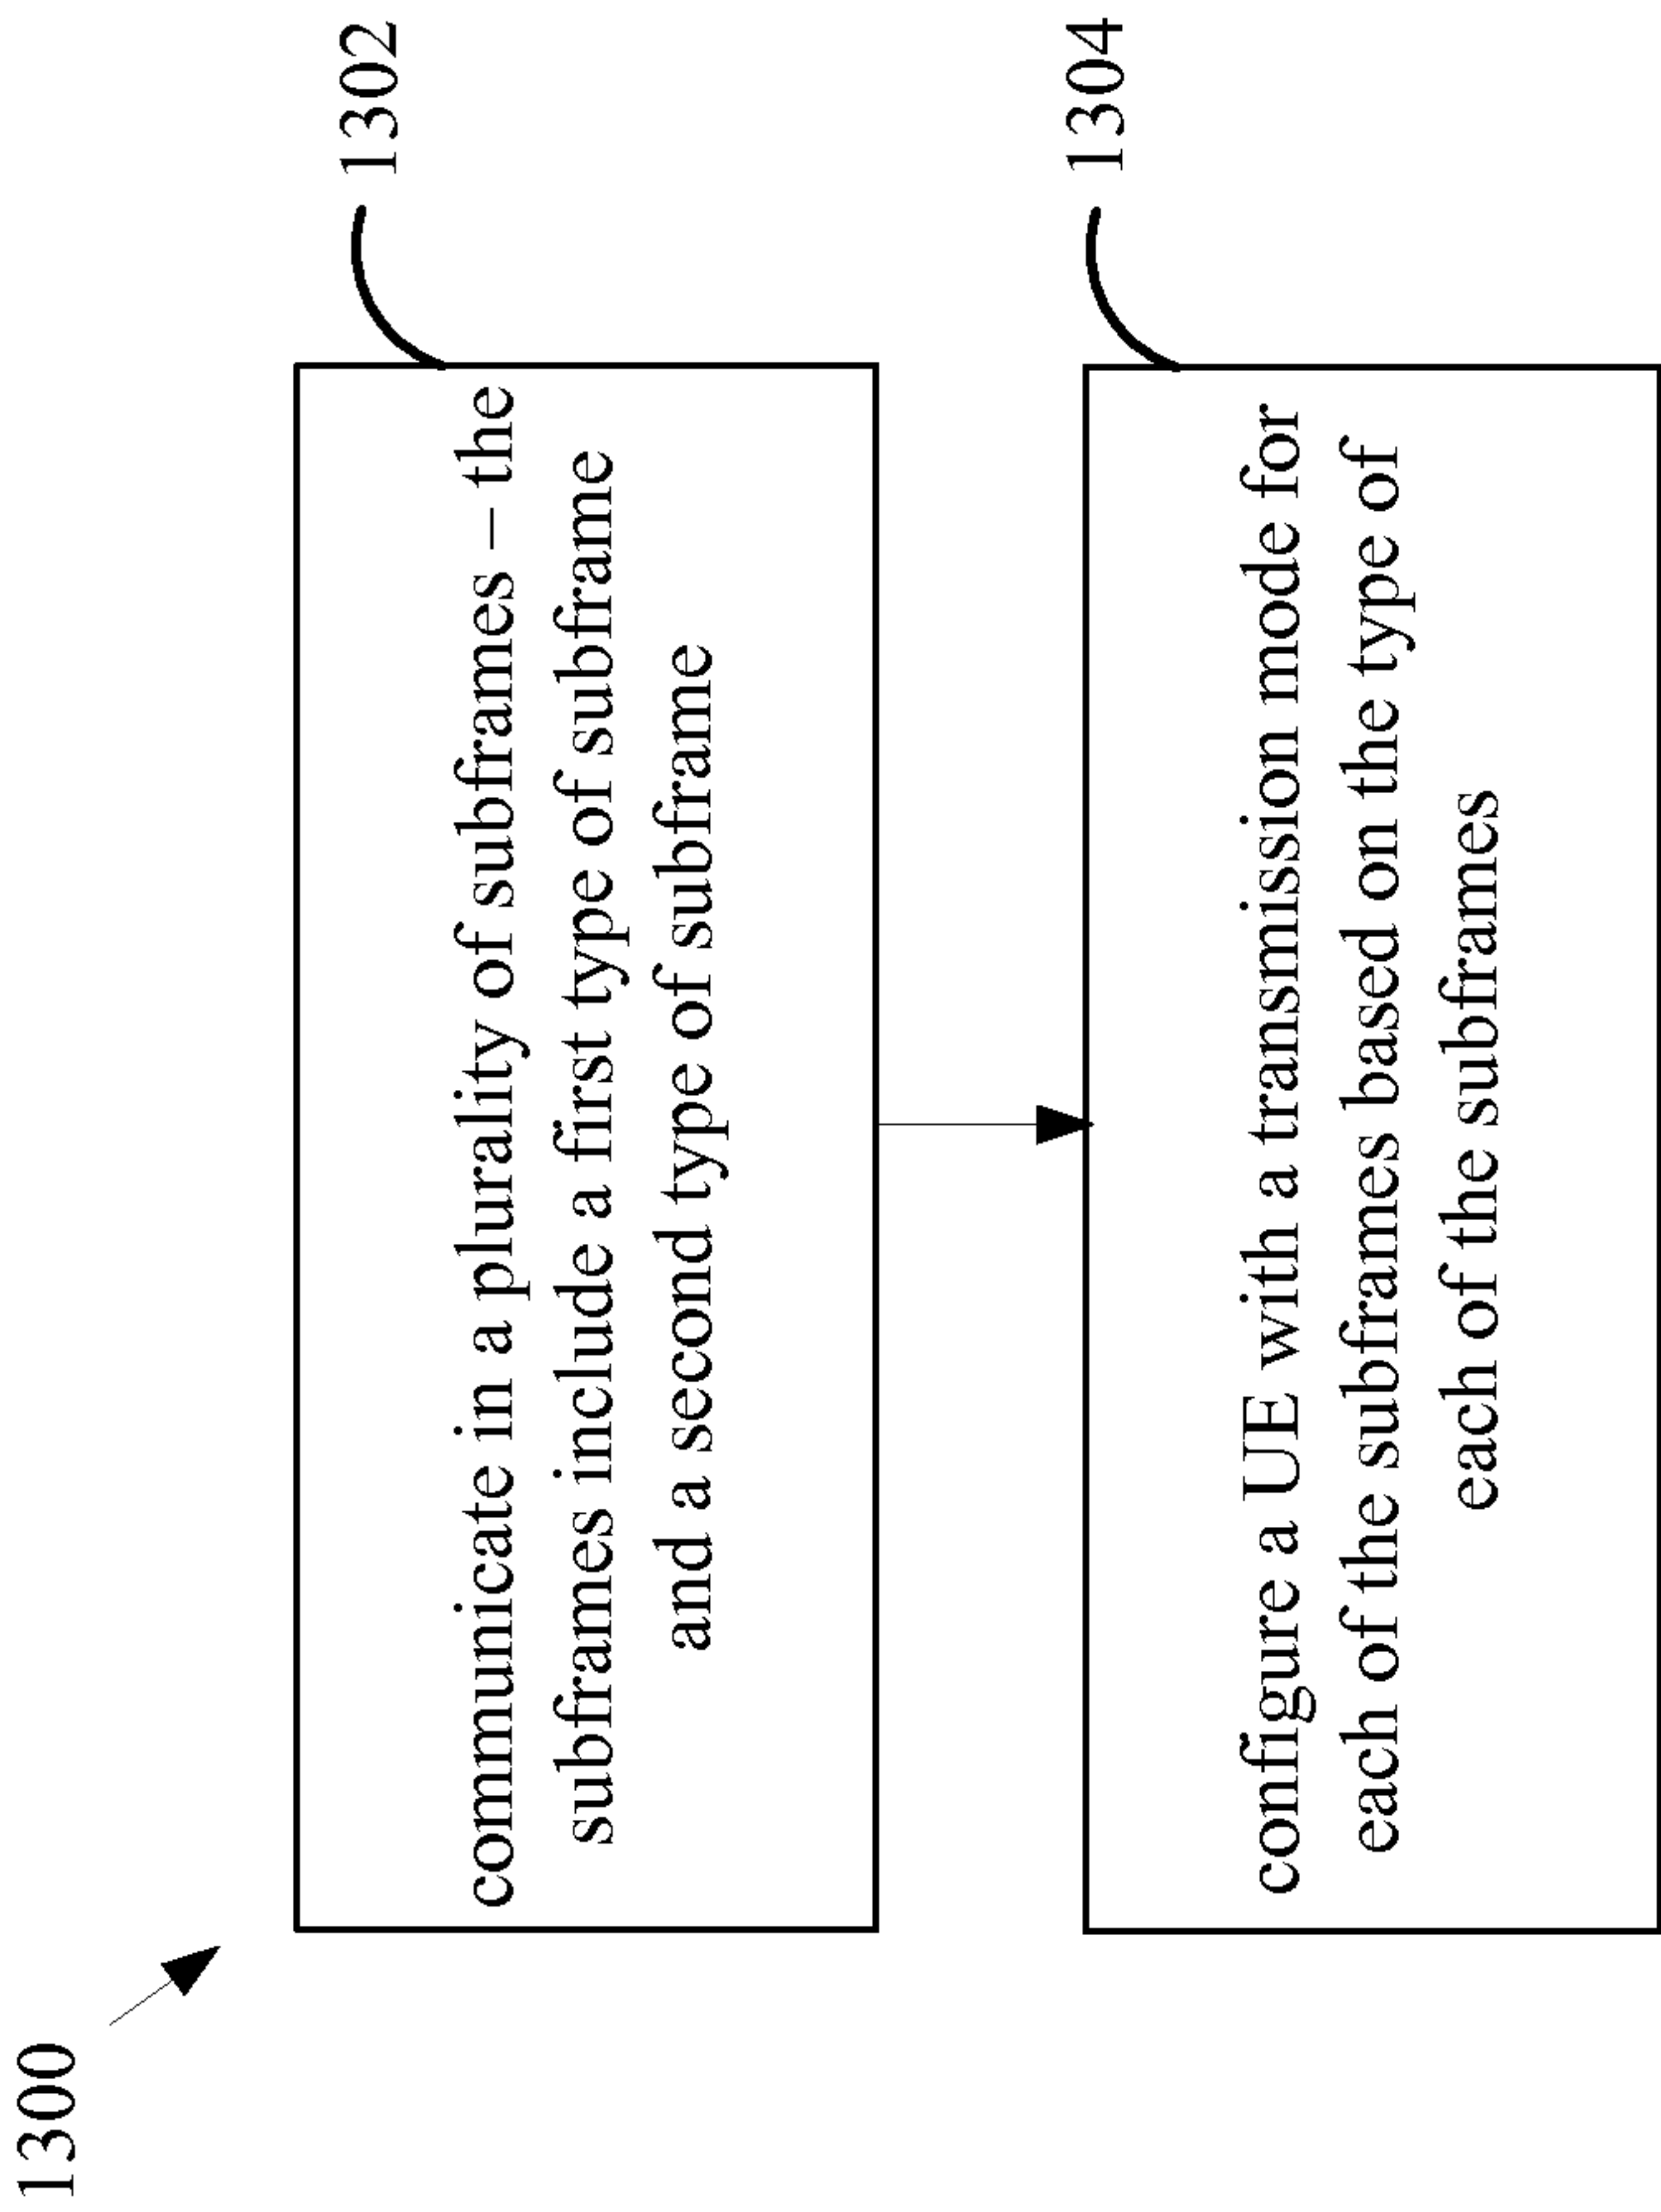 1300
communicate in a plurality of subframes – the
subframes include a first type of subframe
and a second type of subframe
1302
configure a UE with a transmission mode for
each of the subframes based on the type of
each of the subframes
1304